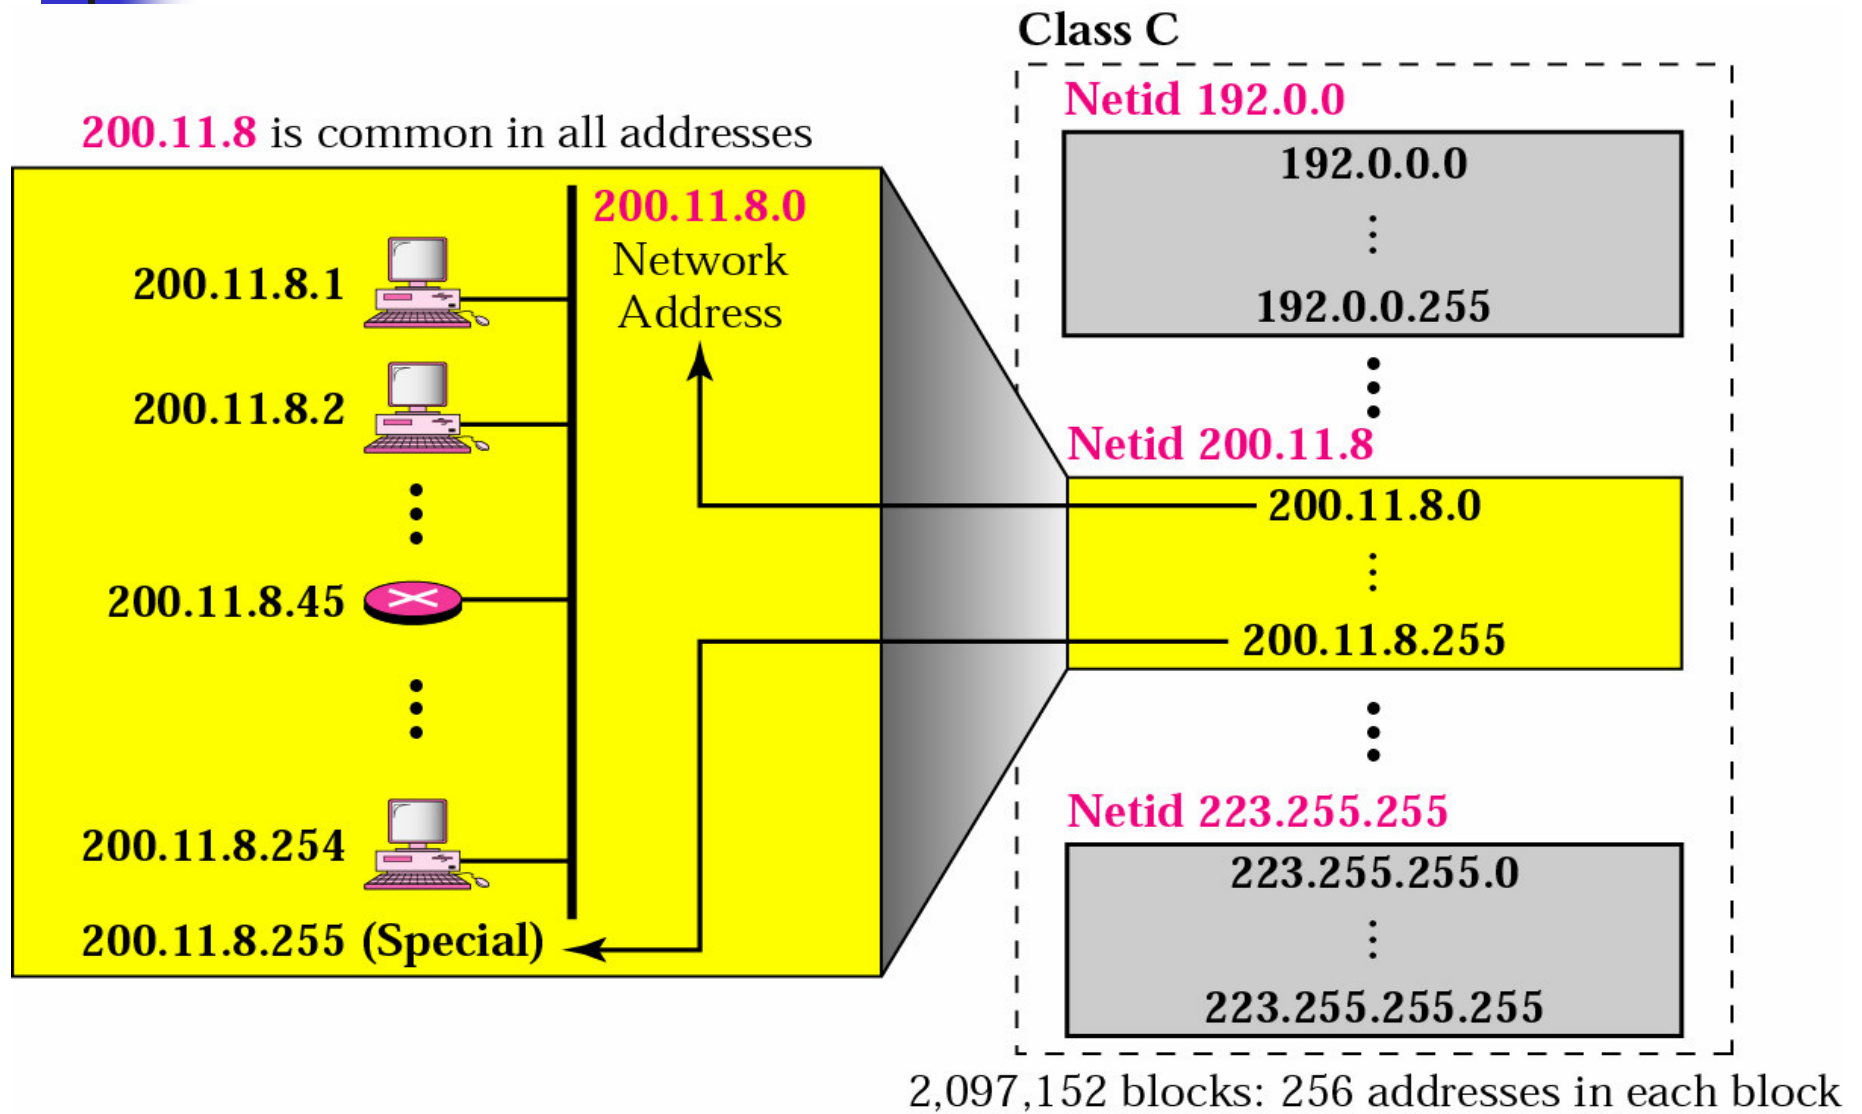 Class C
200.11.8 is common in all addresses
200.11.8.0
Network
Address
200.11.8.1
200.11.8.2
200.11.8.45
200.11.8.254
200.11.8.255 (Special)
Netid 192.0.0
192.0.0.0
192.0.0.255
Netid 200.11.8
200.11.8.0
200.11.8.255
Netid 223.255.255
223.255.255.0
223.255.255.255
2,097,152 blocks: 256 addresses in each block